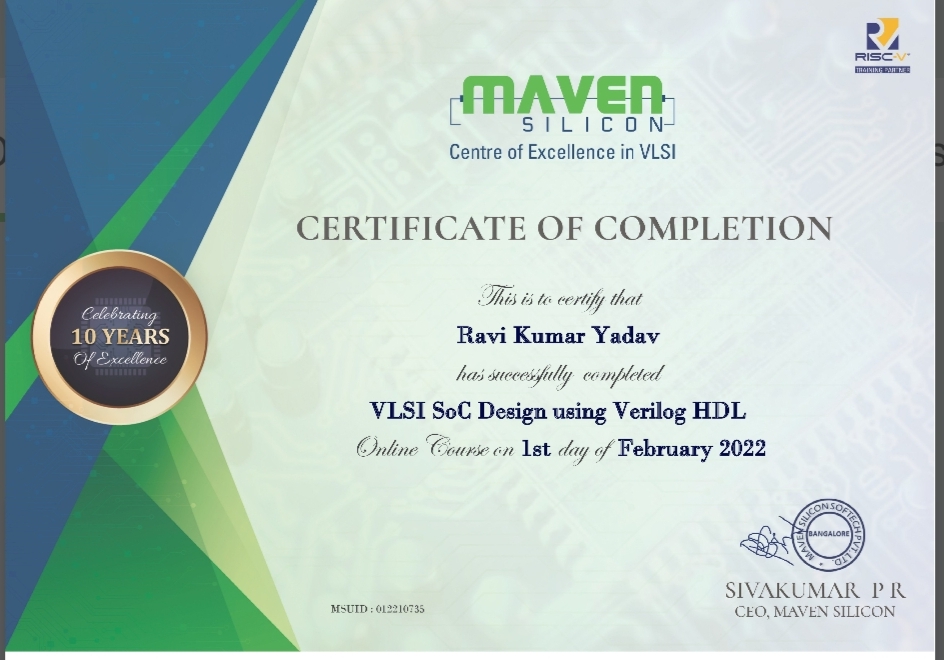 RISC-V
TRAINING PARTNER
MAVEN
SILICON
Centre of Excellence in VLSI
CERTIFICATE OF COMPLETION
This is to certify that
Ravi Kumar Yadav
has successfully completed
VLSI SoC Design using Verilog HDL
Online Course on 1st day of February 2022
Celebrating
10 YEARS
Of Excellence
MAVEN SILICON SOFTECH PVT. LTD.
BANGALORE
SIVAKUMAR P R
CEO, MAVEN SILICON
MSUID : 012210735